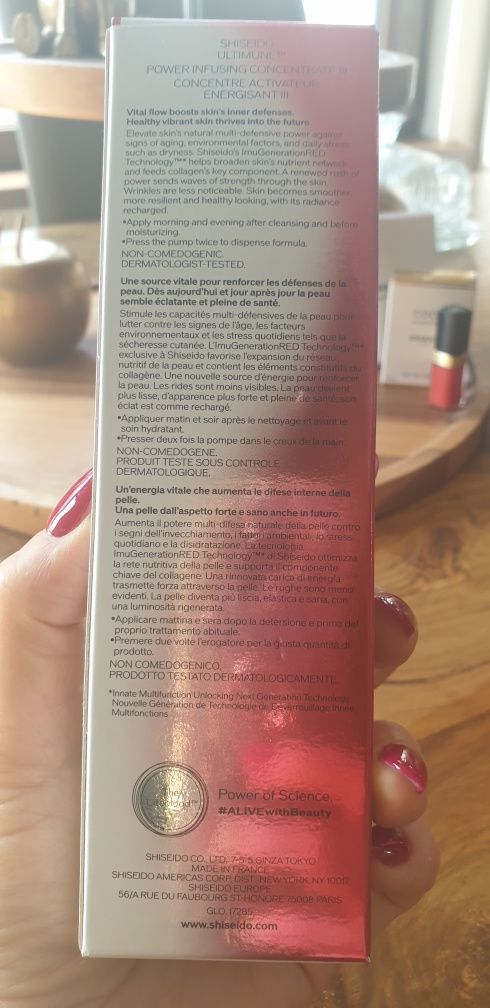 SHISEIDO
ULTIMUNE™
POWER INFUSING CONCENTRATE III
CONCENTRÉ ACTIVATEUR
ENERGISANT III
Vital flow boosts skin's inner defenses.
Healthy vibrant skin thrives into the future.
Elevate skin's natural multi-defensive power against
signs of aging, environmental factors, and daily stress
such as dryness. Shiseido's ImuGenerationRED
Technology™* helps broaden skin's nutrient network
and feeds collagen's key component. A renewed rush of
power sends waves of strength through the skin.
Wrinkles are less noticeable. Skin becomes smoother,
more resilient and healthy looking, with its radiance
recharged.
•Apply morning and evening after cleansing and before
moisturizing.
•Press the pump twice to dispense formula.
NON-COMEDOGENIC.
DERMATOLOGIST-TESTED.
Une source vitale pour renforcer les défenses de la
peau. Dès aujourd'hui et jour après jour la peau
semble éclatante et pleine de santé.
Stimule les capacités multi-défensives de la peau pour
lutter contre les signes de l'âge, les facteurs
environnementaux et les stress quotidiens tels que la
sécheresse cutanée. L'ImuGenerationRED Technology™*
exclusive à Shiseido favorise l'expansion du réseau
nutritif de la peau et contient les éléments constitutifs du
collagène. Une nouvelle source d'énergie pour renforcer
la peau. Les rides sont moins visibles. La peau devient
plus lisse, d'apparence plus forte et pleine de santé, son
éclat est comme rechargé.
•Appliquer matin et soir après le nettoyage et avant le
soin hydratant.
•Presser deux fois la pompe dans le creux de la main.
NON-COMEDOGENE.
PRODUIT TESTE SOUS CONTROLE
DERMATOLOGIQUE.
Un'energia vitale che aumenta le difese interne della
pelle.
Una pelle dall'aspetto forte e sano anche in futuro.
Aumenta il potere multi-difesa naturale della pelle contro
i segni dell'invecchiamento, i fattori ambientali, lo stress
quotidiano e la disidratazione. La tecnologia
ImuGenerationRED Technology™* di Shiseido ottimizza
la rete nutritiva della pelle e supporta il componente
chiave del collagene. Una rinnovata carica di energia
trasmette forza attraverso la pelle. Le rughe sono meno
evidenti. La pelle diventa più liscia, elastica e sana, con
una luminosità rigenerata.
•Applicare mattina e sera dopo la detersione e prima del
proprio trattamento abituale.
•Premere due volte l'erogatore per la giusta quantità di
prodotto.
NON COMEDOGENICO.
PRODOTTO TESTATO DERMATOLOGICAMENTE.
*Innate Multifunction Unlocking Next Generation Technology
Nouvelle Génération de Technologie de Déverrouillage Innée
Multifonctions
The
Lifeblood™
Power of Science.
#ALIVEwithBeauty
SHISEIDO CO., LTD. 7-5-5 GINZA TOKYO
MADE IN FRANCE
SHISEIDO AMERICAS CORP. DIST. NEW YORK, NY 10017
SHISEIDO EUROPE
56/A RUE DU FAUBOURG ST-HONORE 75008 PARIS
GLO. 17285
www.shiseido.com